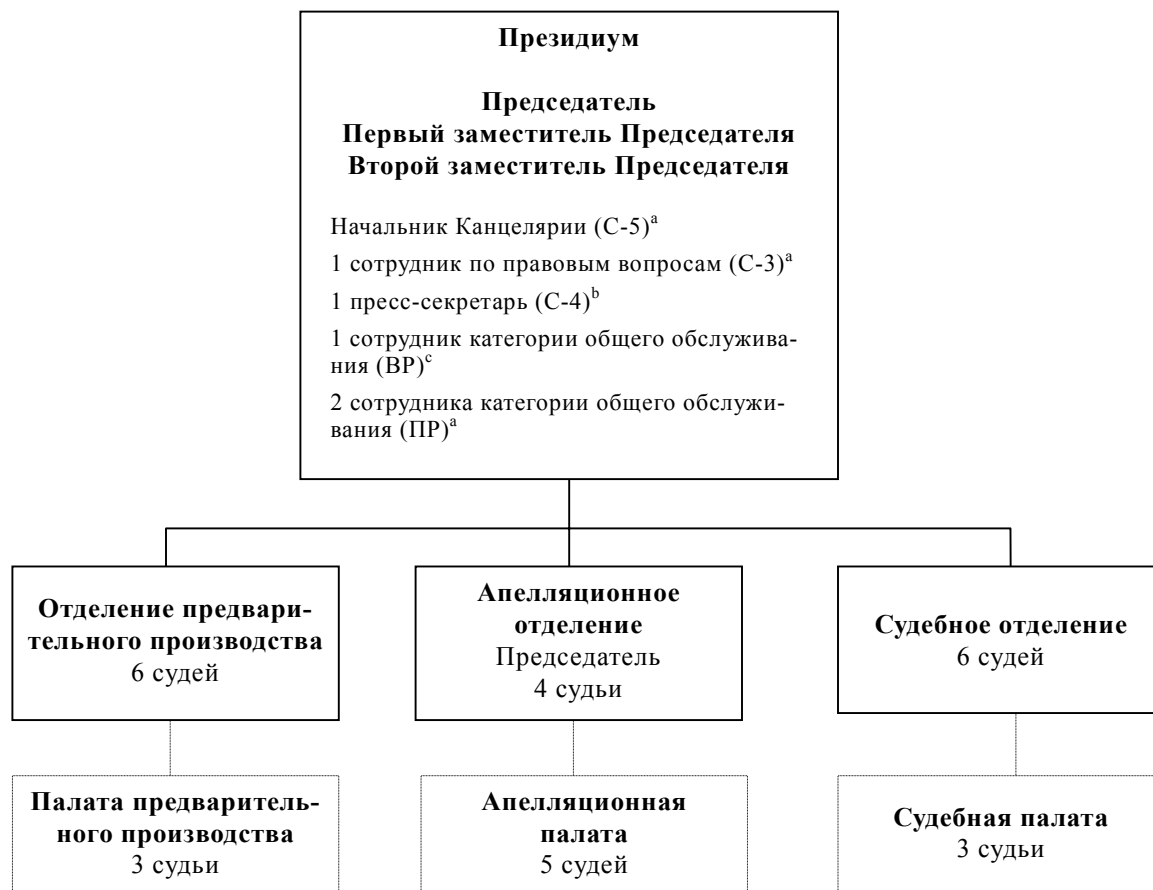 Президиум
Председатель
Первый заместитель Председателя
Второй заместитель Председателя
Начальник Канцелярии (С-5)ᵃ
1 сотрудник по правовым вопросам (С-3)ᵃ
1 пресс-секретарь (С-4)ᵇ
1 сотрудник категории общего обслужива-
ния (ВР)ᶜ
2 сотрудника категории общего обслужи-
вания (ПР)ᵃ
Отделение предвари-
тельного производства
6 судей
Апелляционное
отделение
Председатель
4 судьи
Судебное отделение
6 судей
Палата предваритель-
ного производства
3 судьи
Апелляционная
палата
5 судей
Судебная палата
3 судьи